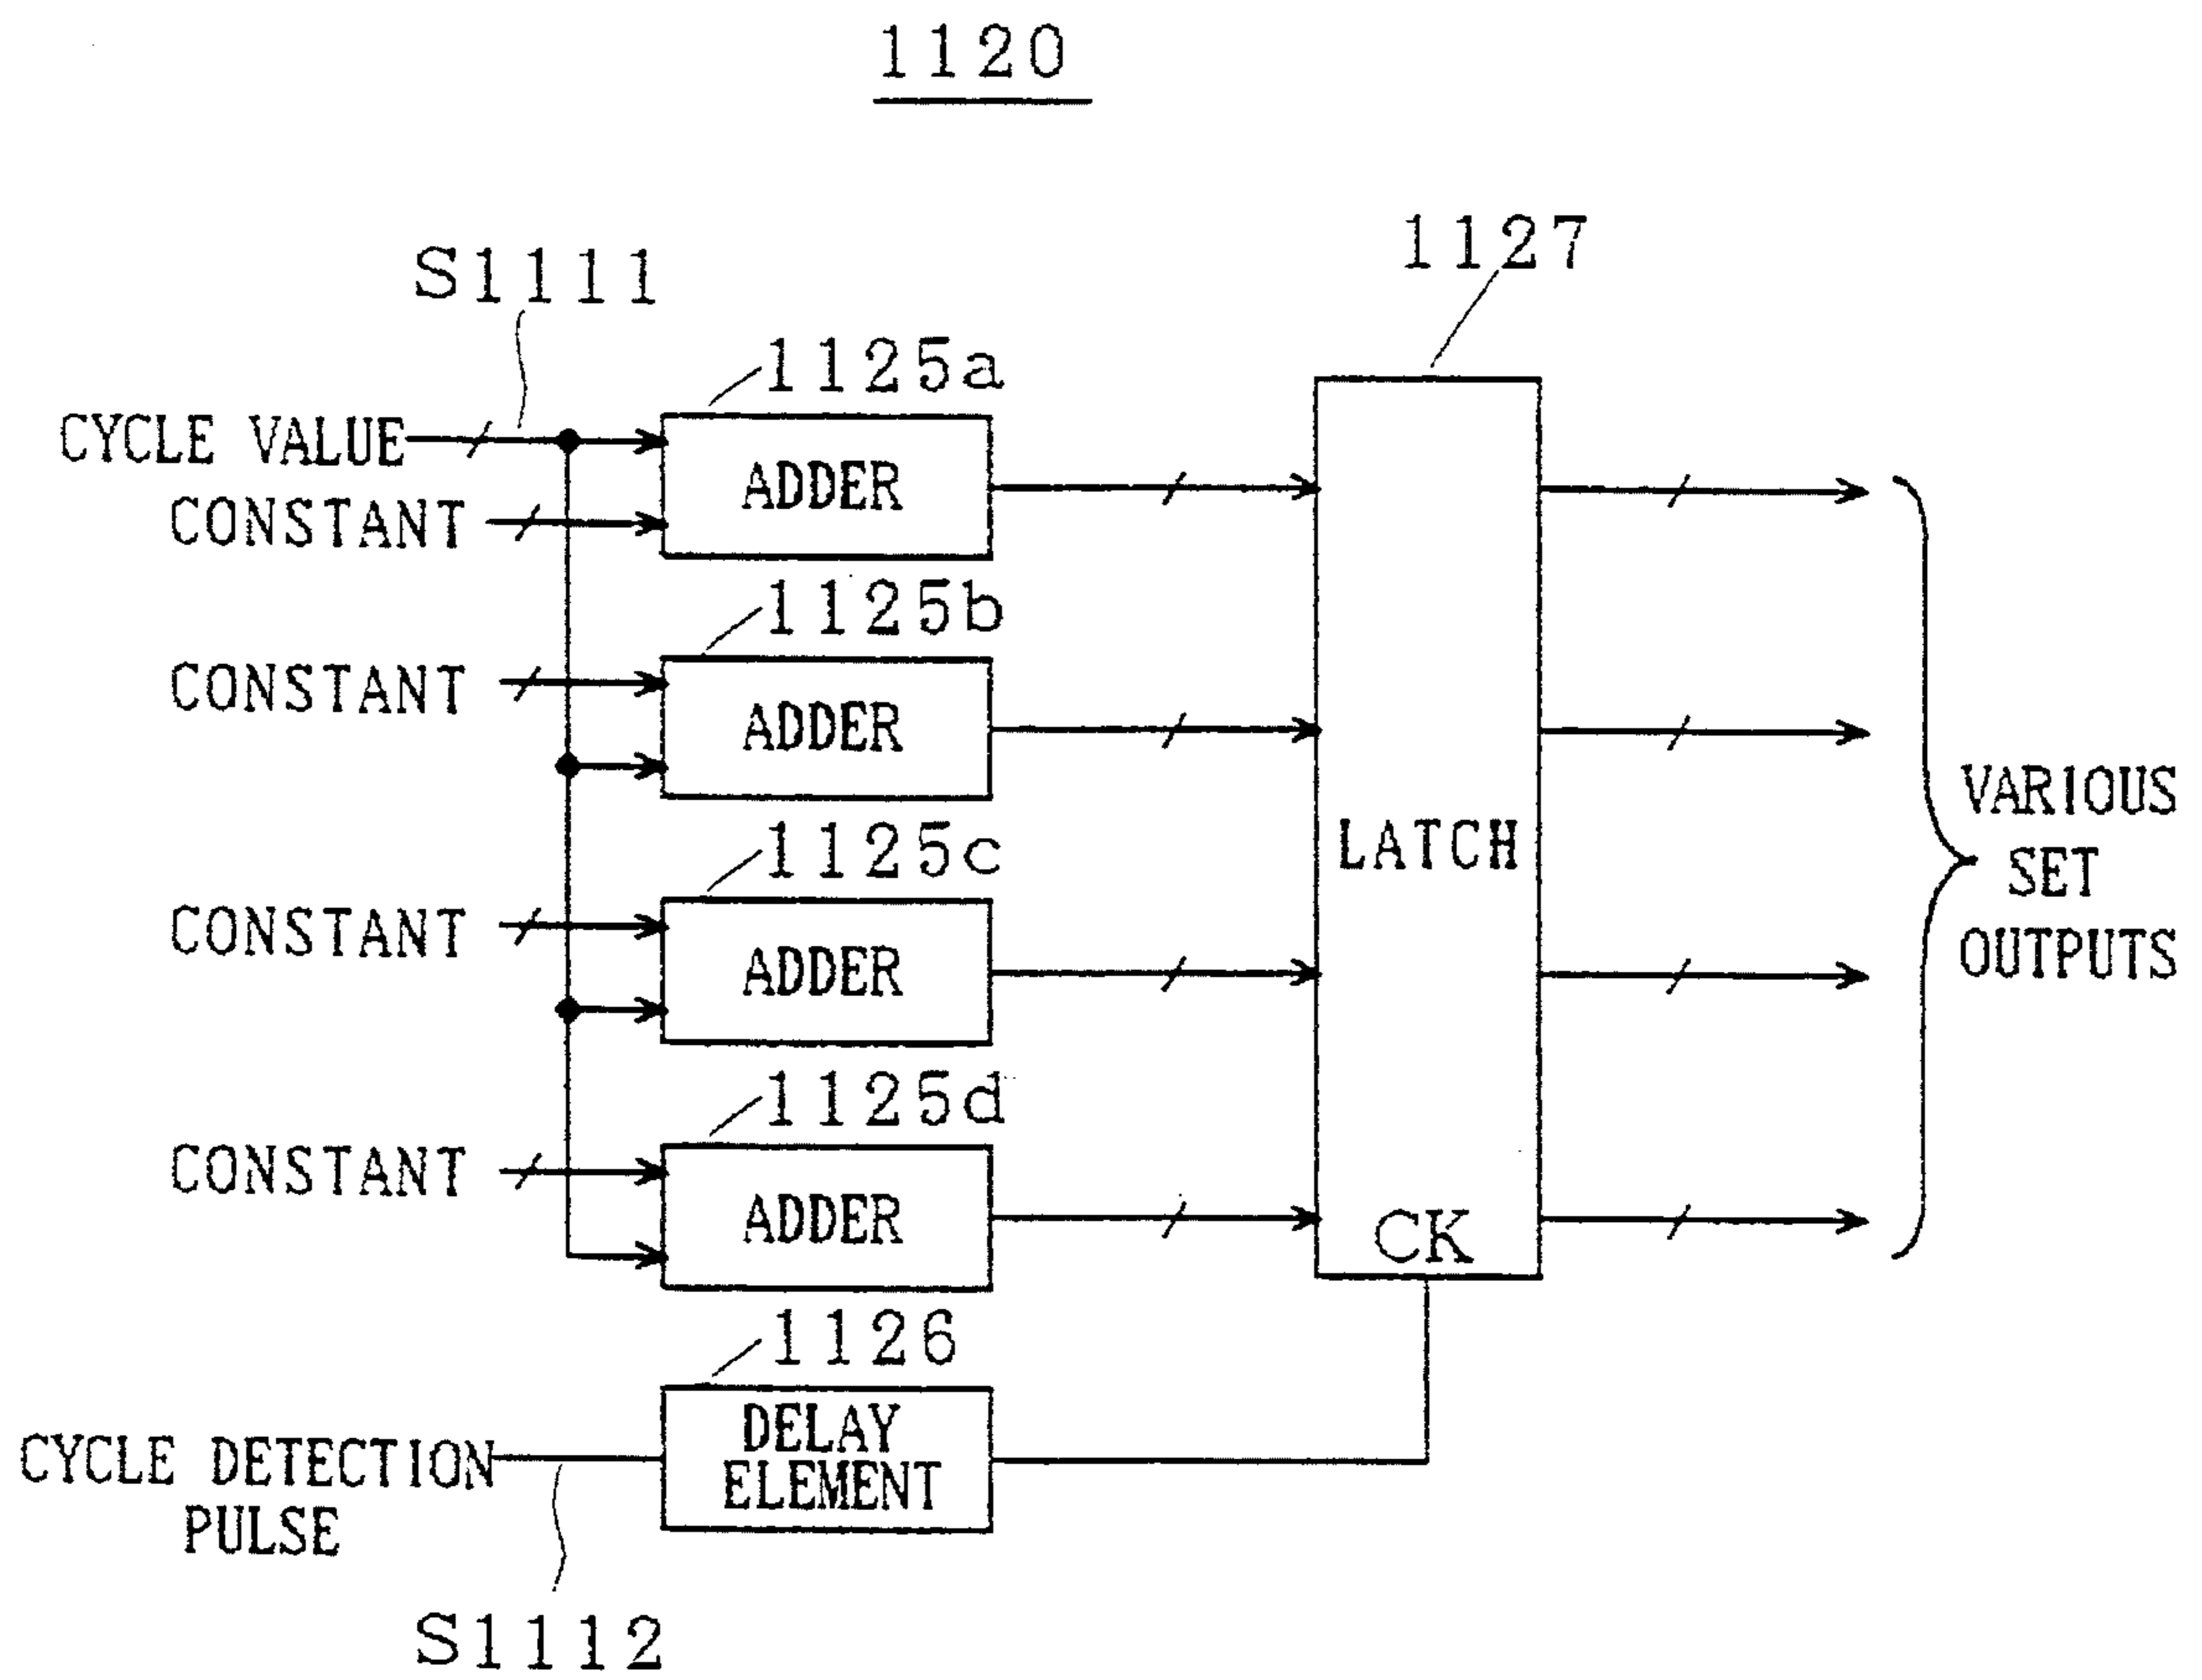 1120
S1111
1127
1125a
CYCLE VALUE
ADDER
CONSTANT
1125b
CONSTANT
ADDER
1125c
CONSTANT
ADDER
1125d
CONSTANT
ADDER
LATCH
CK
VARIOUS
SET
OUTPUTS
1126
CYCLE DETECTION
PULSE
DELAY
ELEMENT
S1112